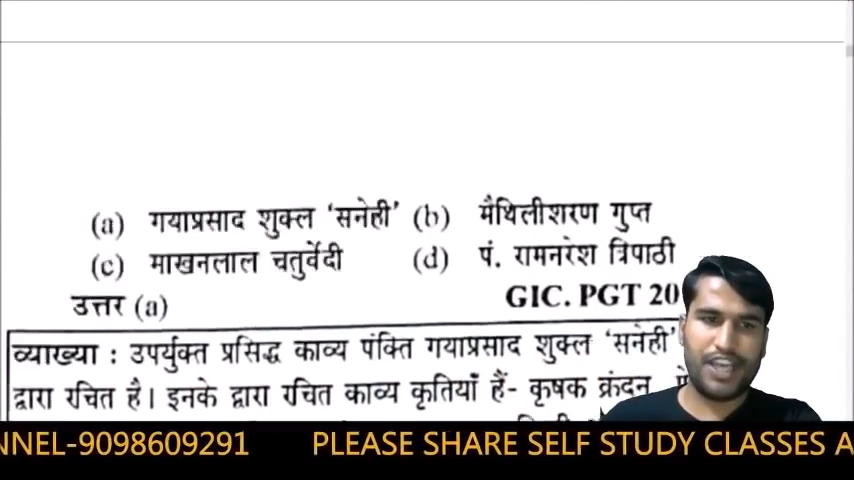 (a) गयाप्रसाद शुक्ल 'सनेही' (b) मैथिलीशरण गुप्त
(c) माखनलाल चतुर्वेदी (d) पं. रामनरेश त्रिपाठी
उत्तर (a) GIC. PGT 20
व्याख्या : उपर्युक्त प्रसिद्ध काव्य पंक्ति गयाप्रसाद शुक्ल 'सनेही'
द्वारा रचित है। इनके द्वारा रचित काव्य कृतियाँ हैं- कृषक क्रंदन
NNEL-9098609291 PLEASE SHARE SELF STUDY CLASSES A